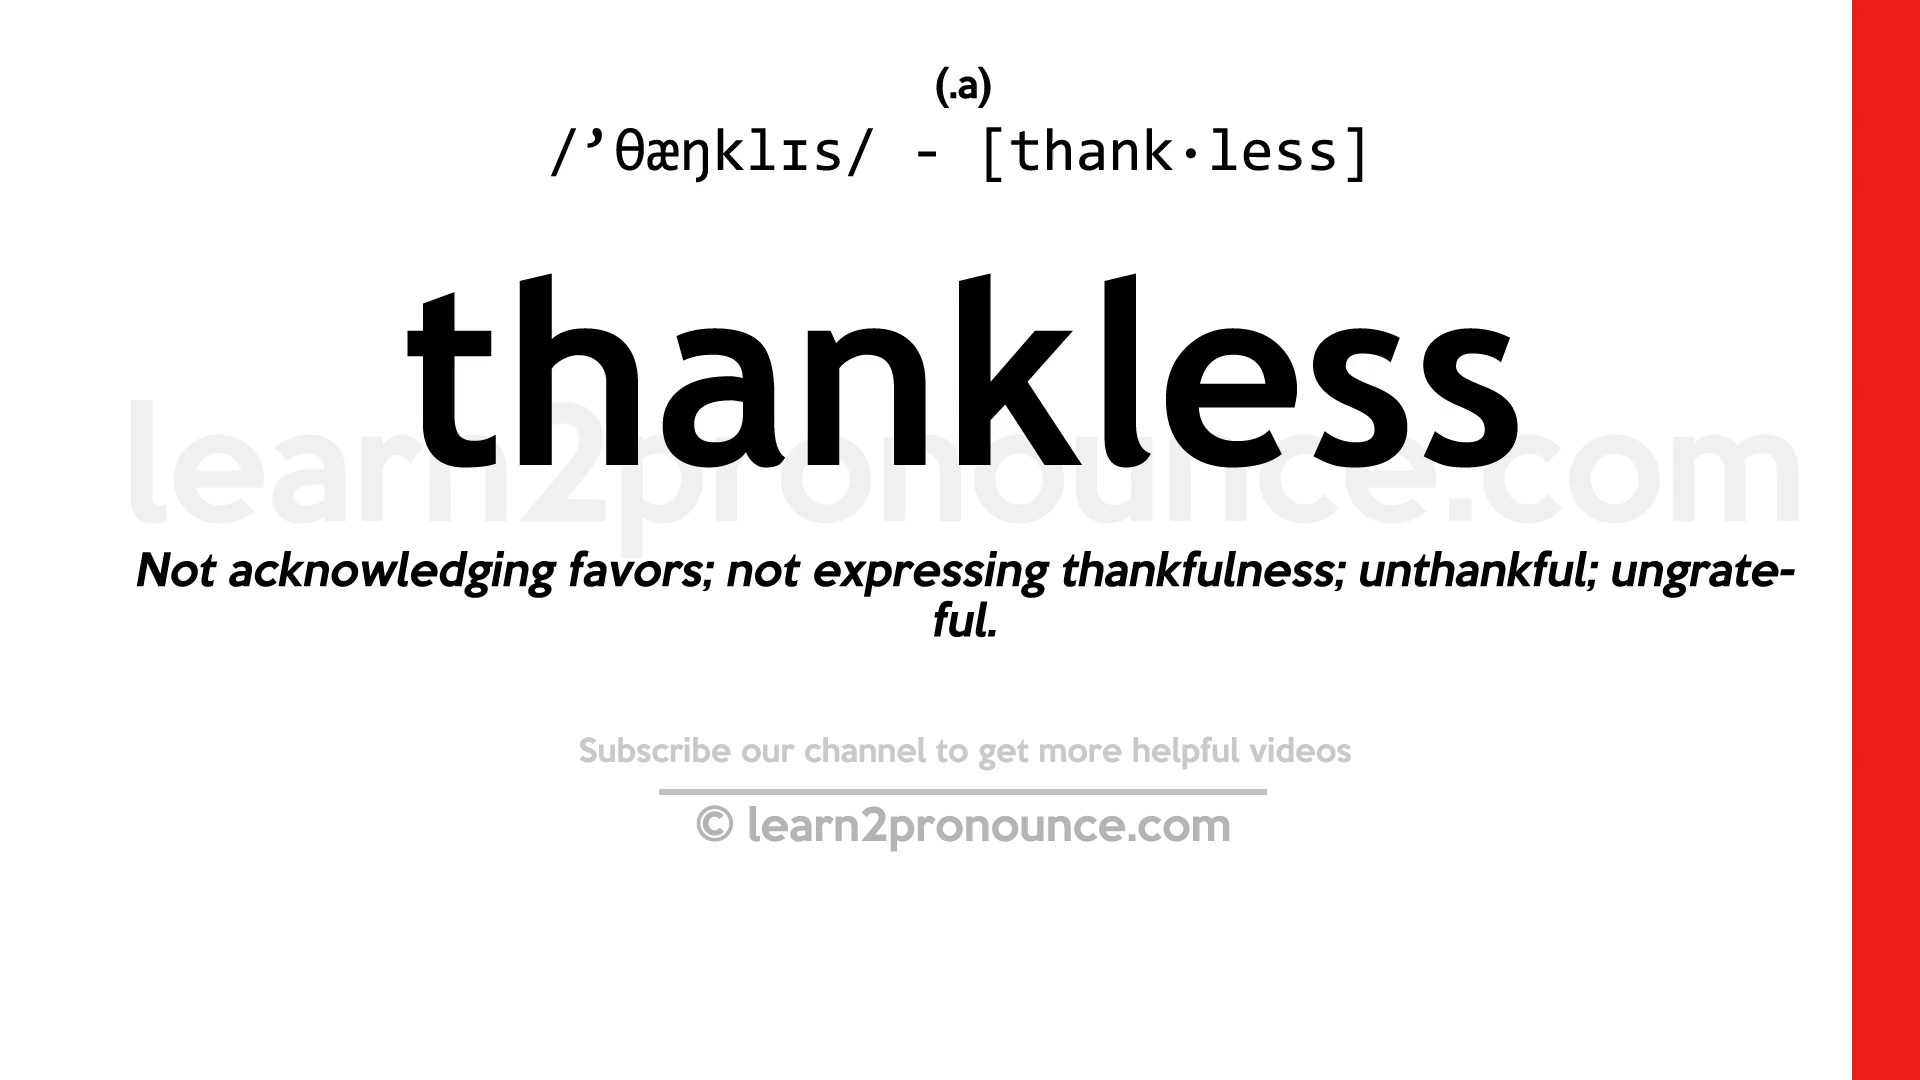 (.a)
/’θæŋklɪs/ - [thank·less]
thankless
learn2pronounce.com
Not acknowledging favors; not expressing thankfulness; unthankful; ungrate-
ful.
Subscribe our channel to get more helpful videos
© learn2pronounce.com